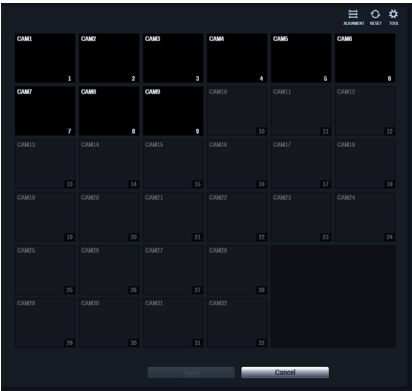 ALIGNMENT RESET TOOL
CAM1 CAM2 CAM3 CAM4 CAM5 CAM6
1 2 3 4 5 6
CAM7 CAM8 CAM9 CAM10 CAM11 CAM12
7 8 9 10 11 12
CAM13 CAM14 CAM15 CAM16 CAM17 CAM18
13 14 15 16 17 18
CAM19 CAM20 CAM21 CAM22 CAM23 CAM24
19 20 21 22 23 24
CAM25 CAM26 CAM27 CAM28
25 26 27 28
CAM29 CAM30 CAM31 CAM32
29 30 31 32
Apply Cancel